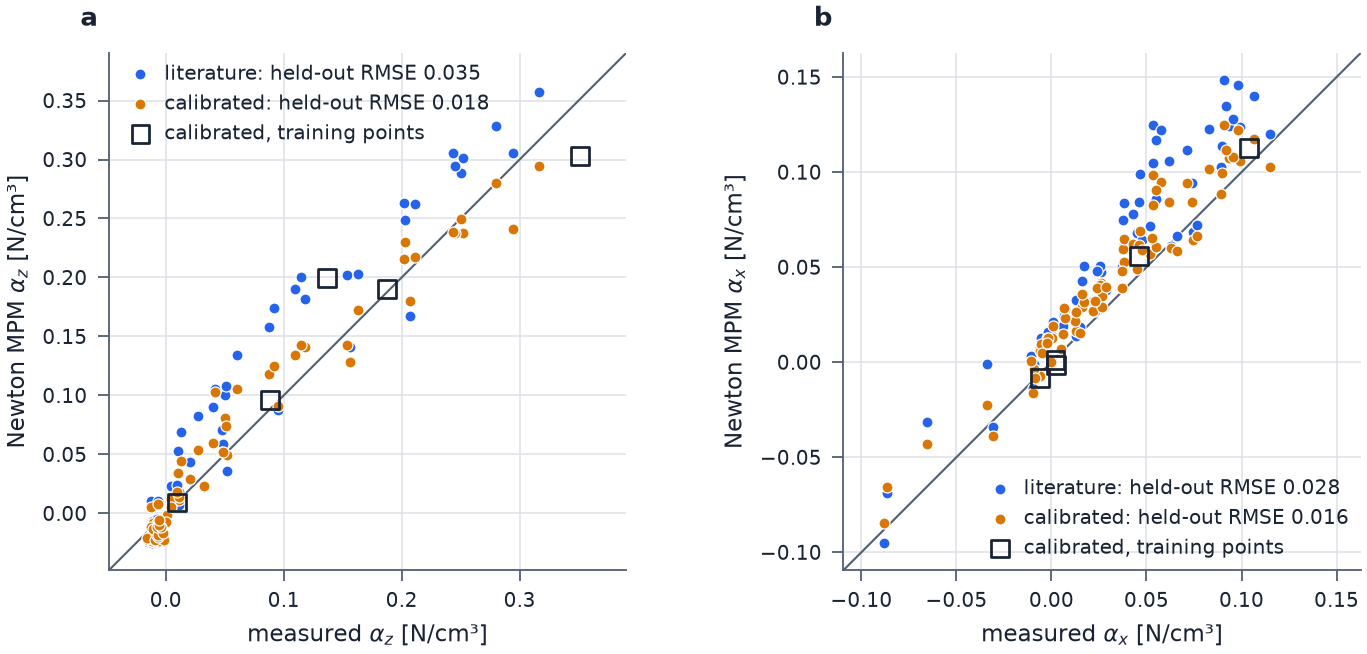 a
literature: held-out RMSE 0.035
calibrated: held-out RMSE 0.018
calibrated, training points
0.35
0.30
0.25
0.20
0.15
0.10
0.05
0.00
Newton MPM αz [N/cm³]
0.0 0.1 0.2 0.3
measured αz [N/cm³]
b
0.15
0.10
0.05
0.00
−0.05
−0.10
Newton MPM αx [N/cm³]
literature: held-out RMSE 0.028
calibrated: held-out RMSE 0.016
calibrated, training points
−0.10 −0.05 0.00 0.05 0.10 0.15
measured αx [N/cm³]